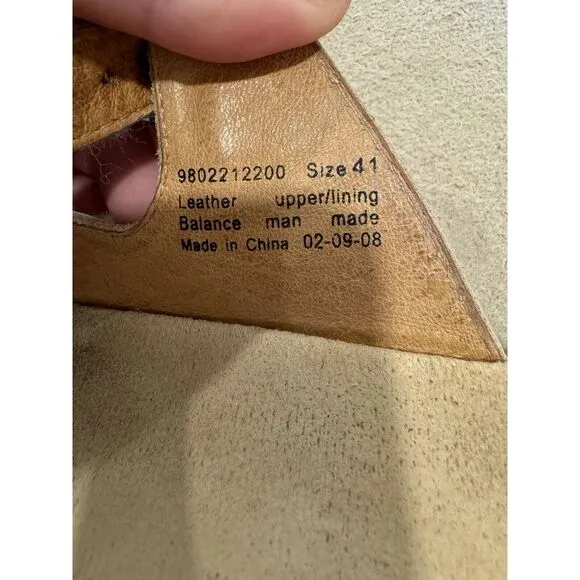 9802212200 Size 41
Leather upper/lining
Balance man made
Made in China 02-09-08